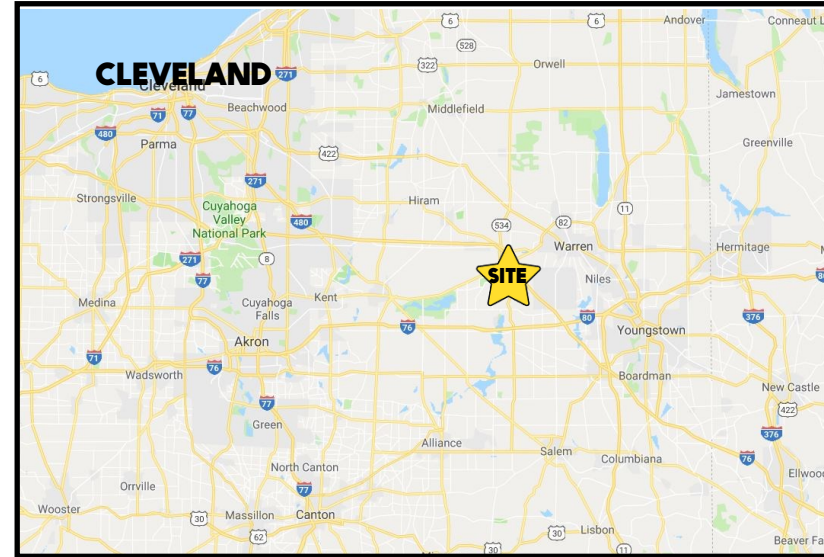 6
6
Andover
Conneaut L
528
CLEVELAND
Cleveland
271
322
Orwell
6
Jamestown
Beachwood
Middlefield
71
77
480
Parma
Greenville
422
271
Strongsville
Cuyahoga
Valley
National Park
Hiram
11
480
534
82
Warren
Hermitage
271
8
SITE
77
Niles
80
Medina
Cuyahoga
Falls
Kent
76
80
376
Youngstown
Akron
71
76
Wadsworth
Boardman
77
New Castle
422
Green
376
Alliance
Salem
Columbiana
76
North Canton
Ellwoo
Orrville
77
Wooster
30
Massillon
Canton
62
30
Lisbon
30
11
Beaver Fa